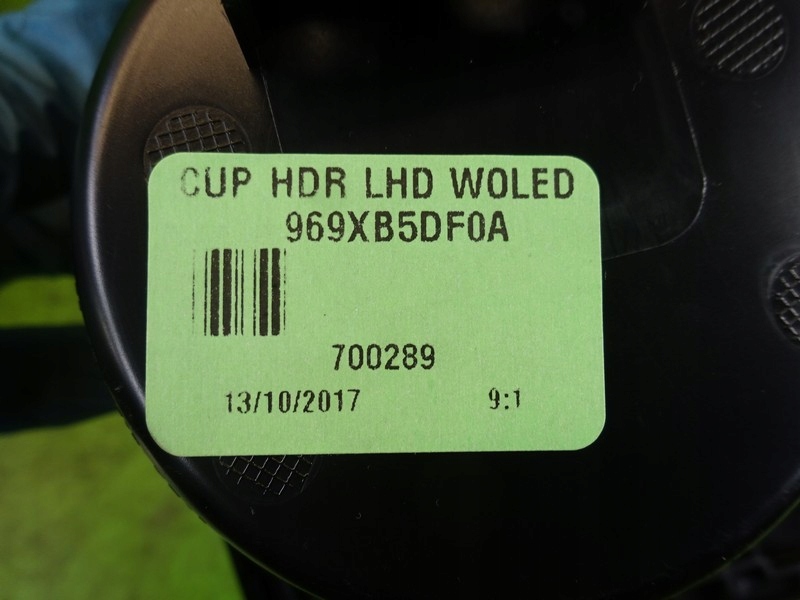 CUP HDR LHD WOLED
969XB5DF0A
700289
13/10/2017 9:1